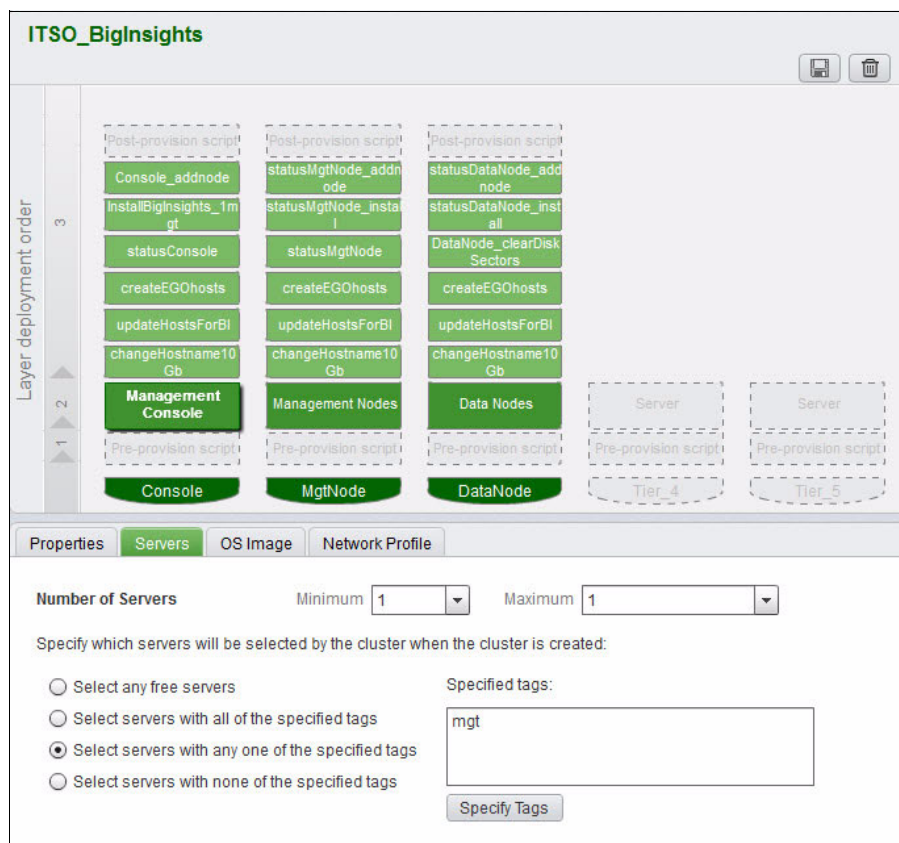 ITSO_BigInsights
Layer deployment order
3
2
1
Post-provision script
Post-provision script
Post-provision script
Console_addnode
statusMgtNode_addn
ode
statusDataNode_add
node
InstallBigInsights_1m
gt
statusMgtNode_instal
l
statusDataNode_inst
all
statusConsole
statusMgtNode
DataNode_clearDisk
Sectors
createEGOhosts
createEGOhosts
createEGOhosts
updateHostsForBI
updateHostsForBI
updateHostsForBI
changeHostname10
Gb
changeHostname10
Gb
changeHostname10
Gb
Management
Console
Management Nodes
Data Nodes
Server
Server
Pre-provision script
Pre-provision script
Pre-provision script
Pre-provision script
Pre-provision script
Console
MgtNode
DataNode
Tier_4
Tier_5
Properties
Servers
OS Image
Network Profile
Number of Servers
Minimum
1
Maximum
1
Specify which servers will be selected by the cluster when the cluster is created:
Select any free servers
Select servers with all of the specified tags
Select servers with any one of the specified tags
Select servers with none of the specified tags
Specified tags:
mgt
Specify Tags